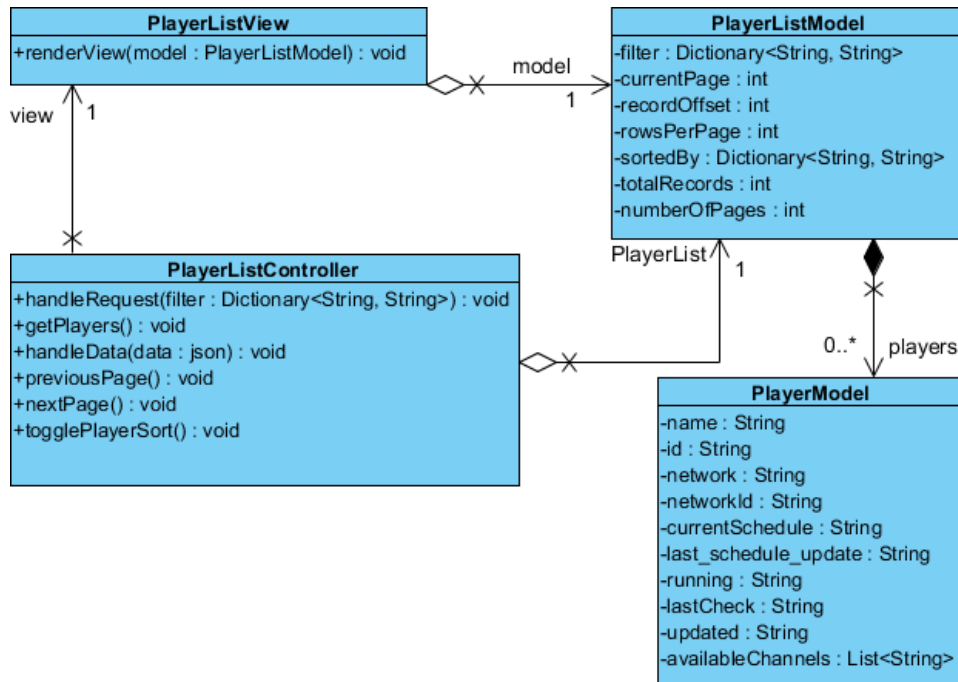 PlayerListView
+renderView(model : PlayerListModel) : void
model
1
view
1
PlayerListModel
-filter : Dictionary<String, String>
-currentPage : int
-recordOffset : int
-rowsPerPage : int
-sortedBy : Dictionary<String, String>
-totalRecords : int
-numberOfPages : int
PlayerList
1
PlayerListController
+handleRequest(filter : Dictionary<String, String>) : void
+getPlayers() : void
+handleData(data : json) : void
+previousPage() : void
+nextPage() : void
+togglePlayerSort() : void
0..*
players
PlayerModel
-name : String
-id : String
-network : String
-networkId : String
-currentSchedule : String
-last_schedule_update : String
-running : String
-lastCheck : String
-updated : String
-availableChannels : List<String>